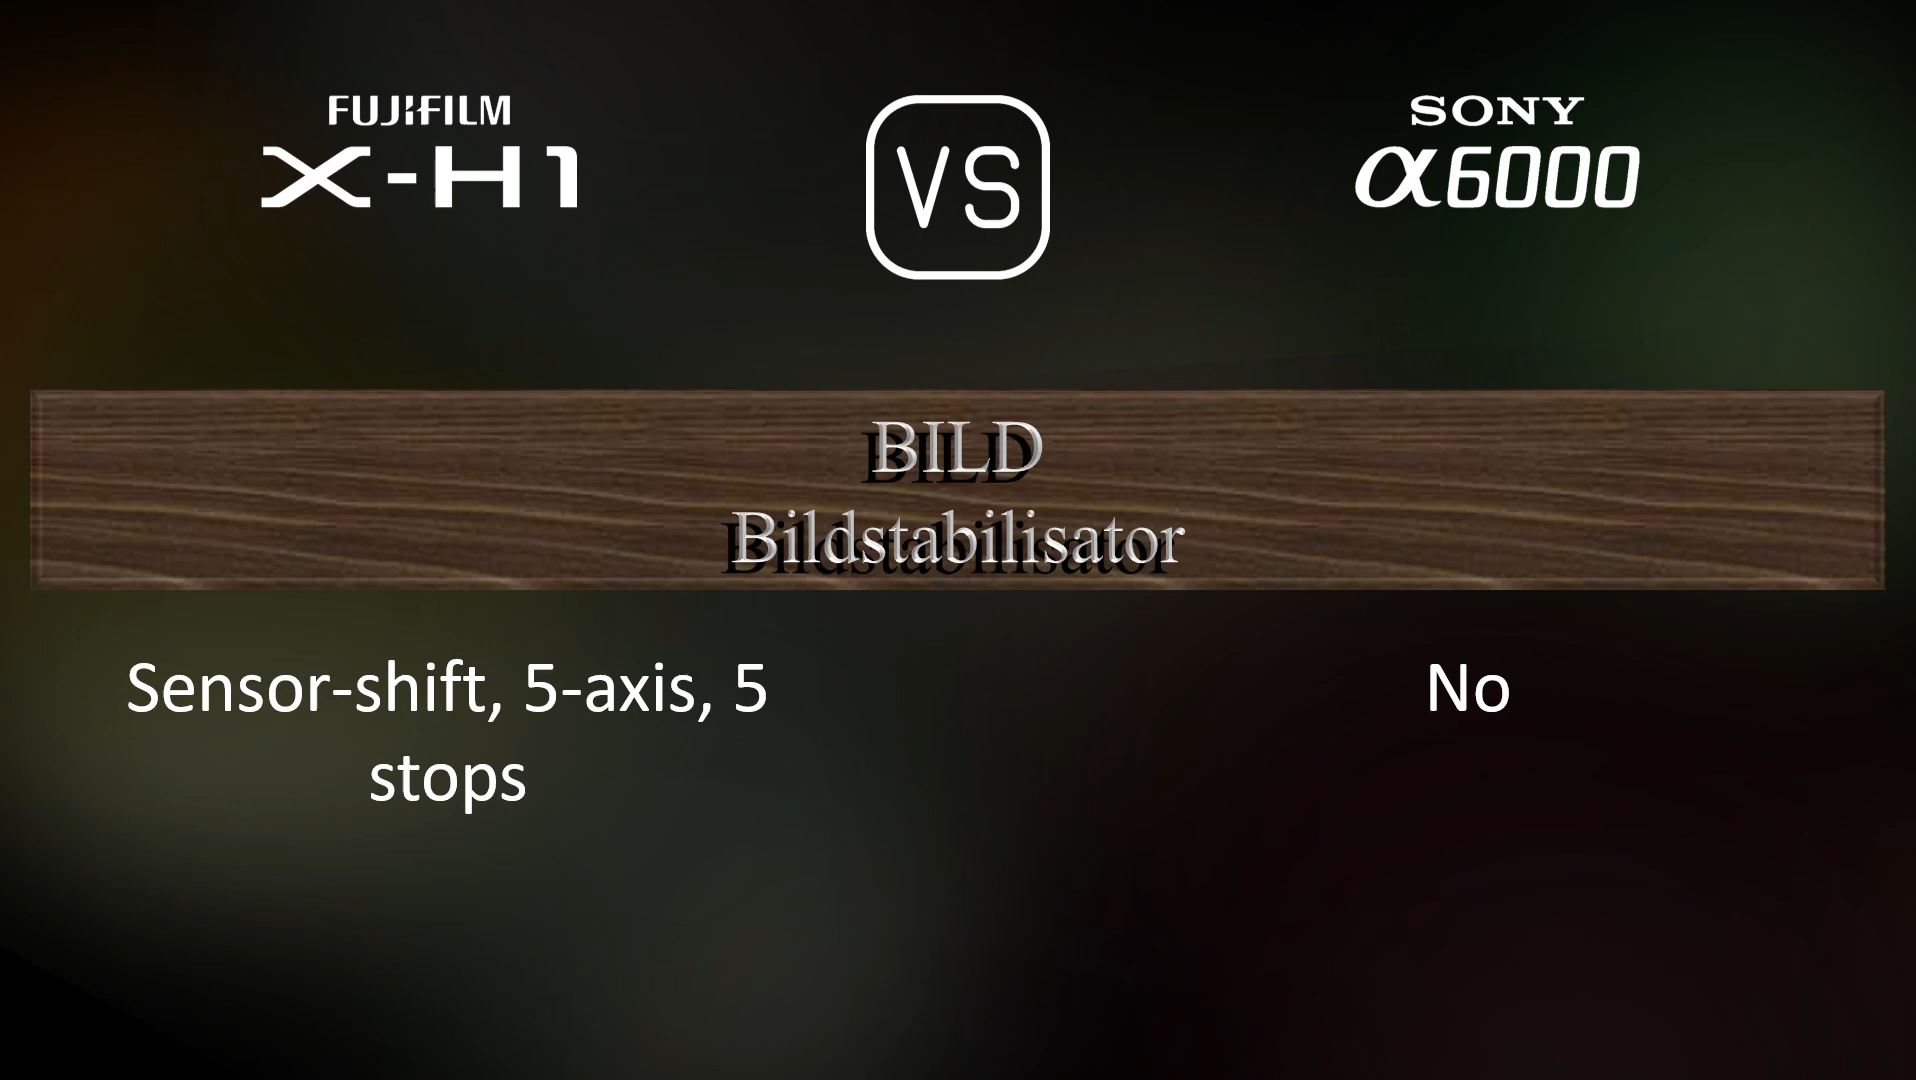 FUJIFILM
X-H1
VS
SONY
α6000
BILD
Bildstabilisator
Sensor-shift, 5-axis, 5
stops
No